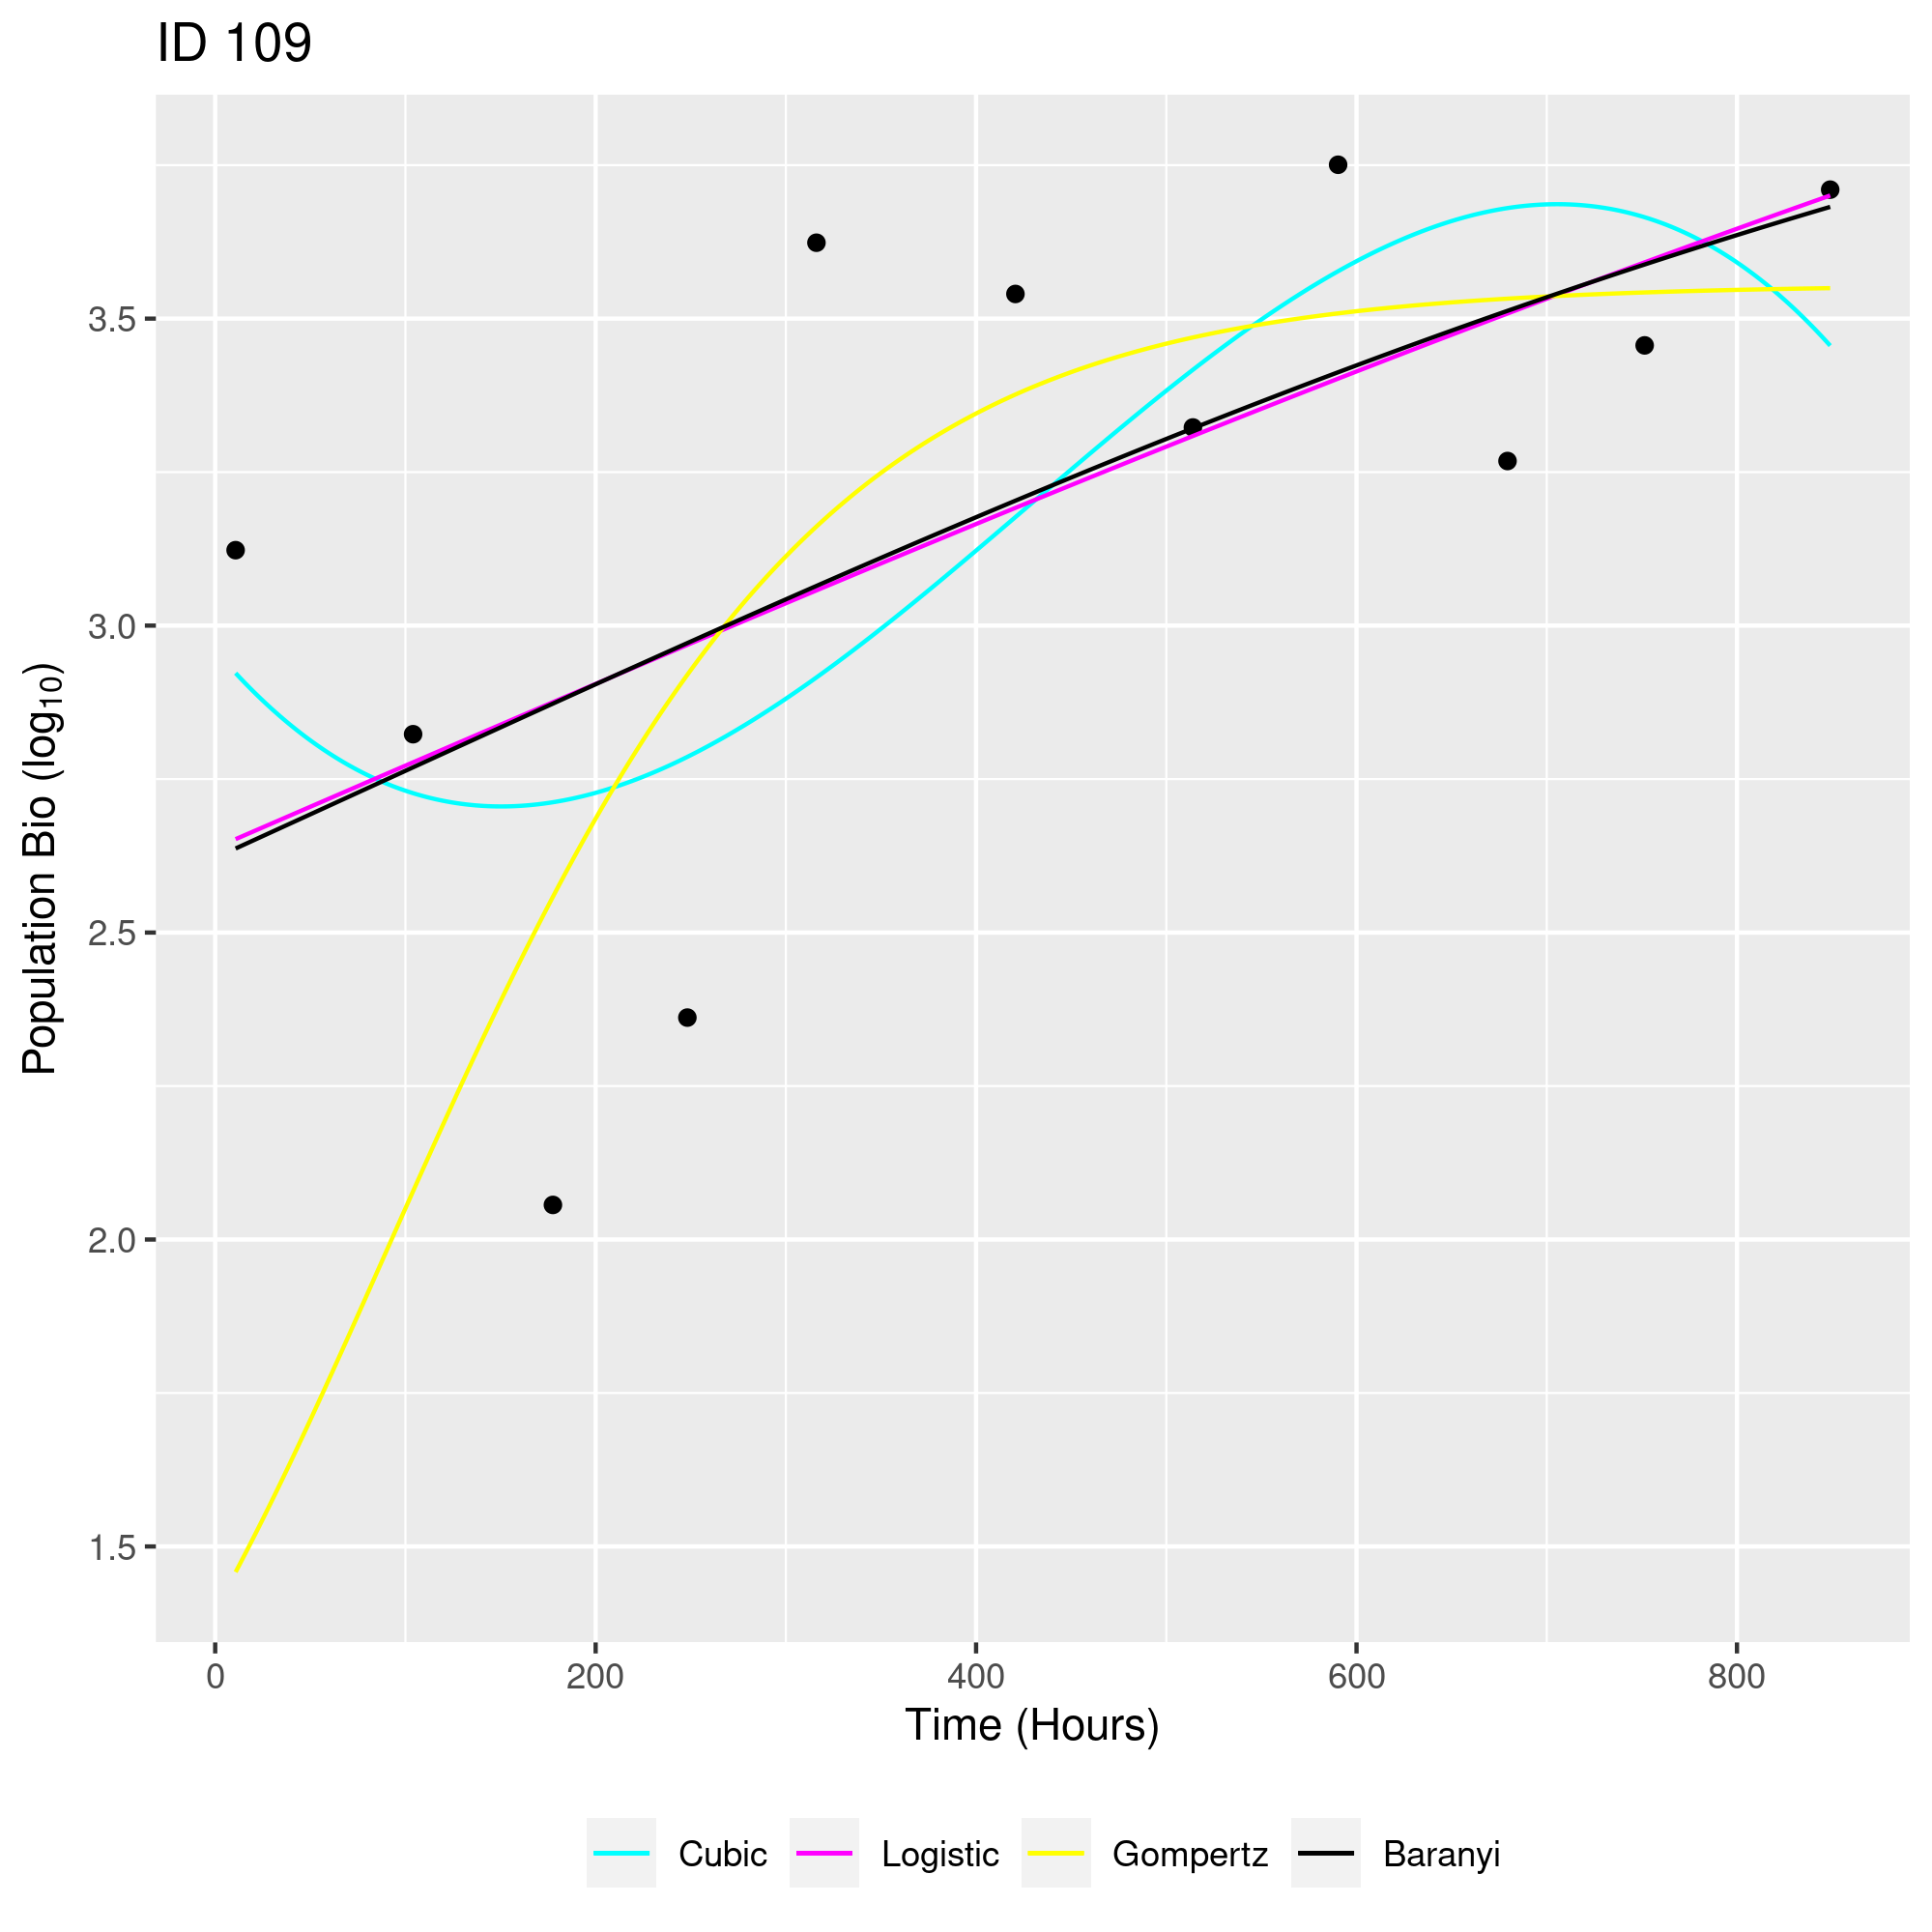 ID 109
Population Bio (log₁₀)
3.5
3.0
2.5
2.0
1.5
0 200 400 600 800
Time (Hours)
Cubic Logistic Gompertz Baranyi